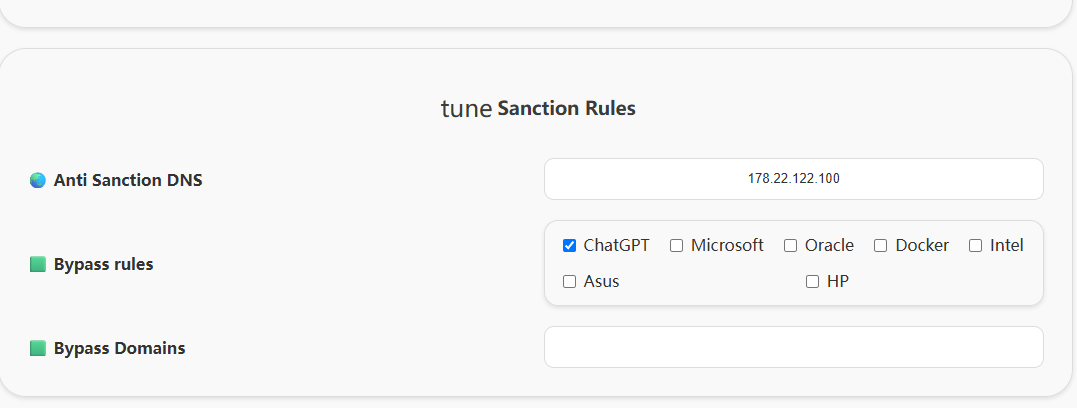 tune Sanction Rules
Anti Sanction DNS
178.22.122.100
Bypass rules
ChatGPT Microsoft Oracle Docker Intel
Asus HP
Bypass Domains